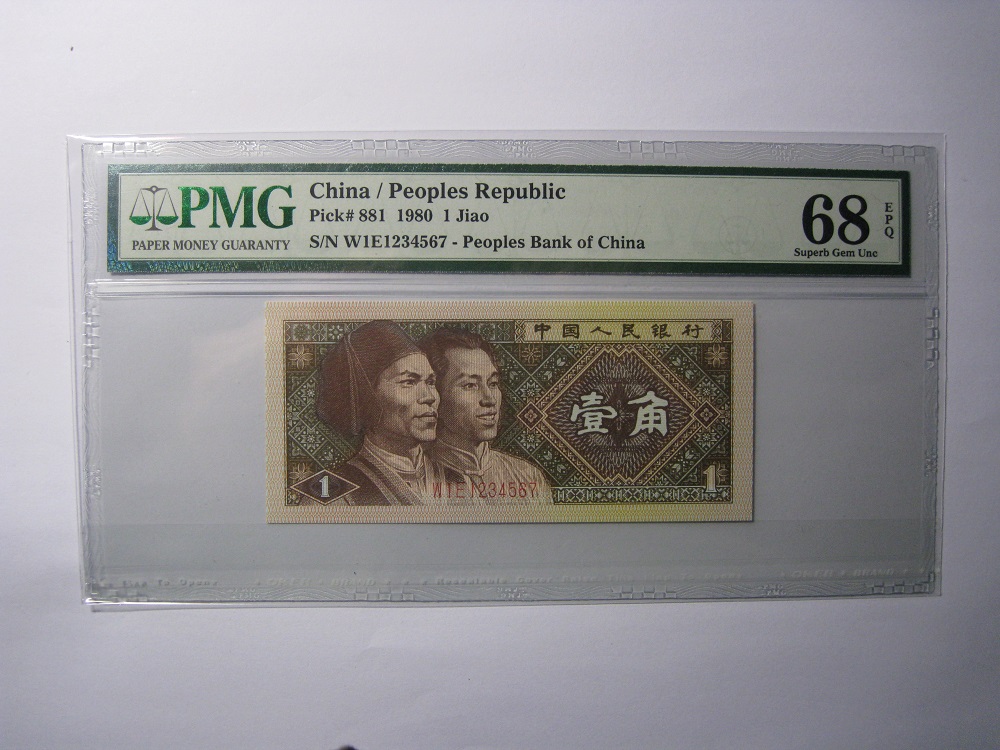 PMG
PAPER MONEY GUARANTY
China / Peoples Republic
Pick# 881 1980 1 Jiao
S/N W1E1234567 - Peoples Bank of China
68
EPQ
Superb Gem Unc
中国人民银行
壹角
1
W1E1234567
1